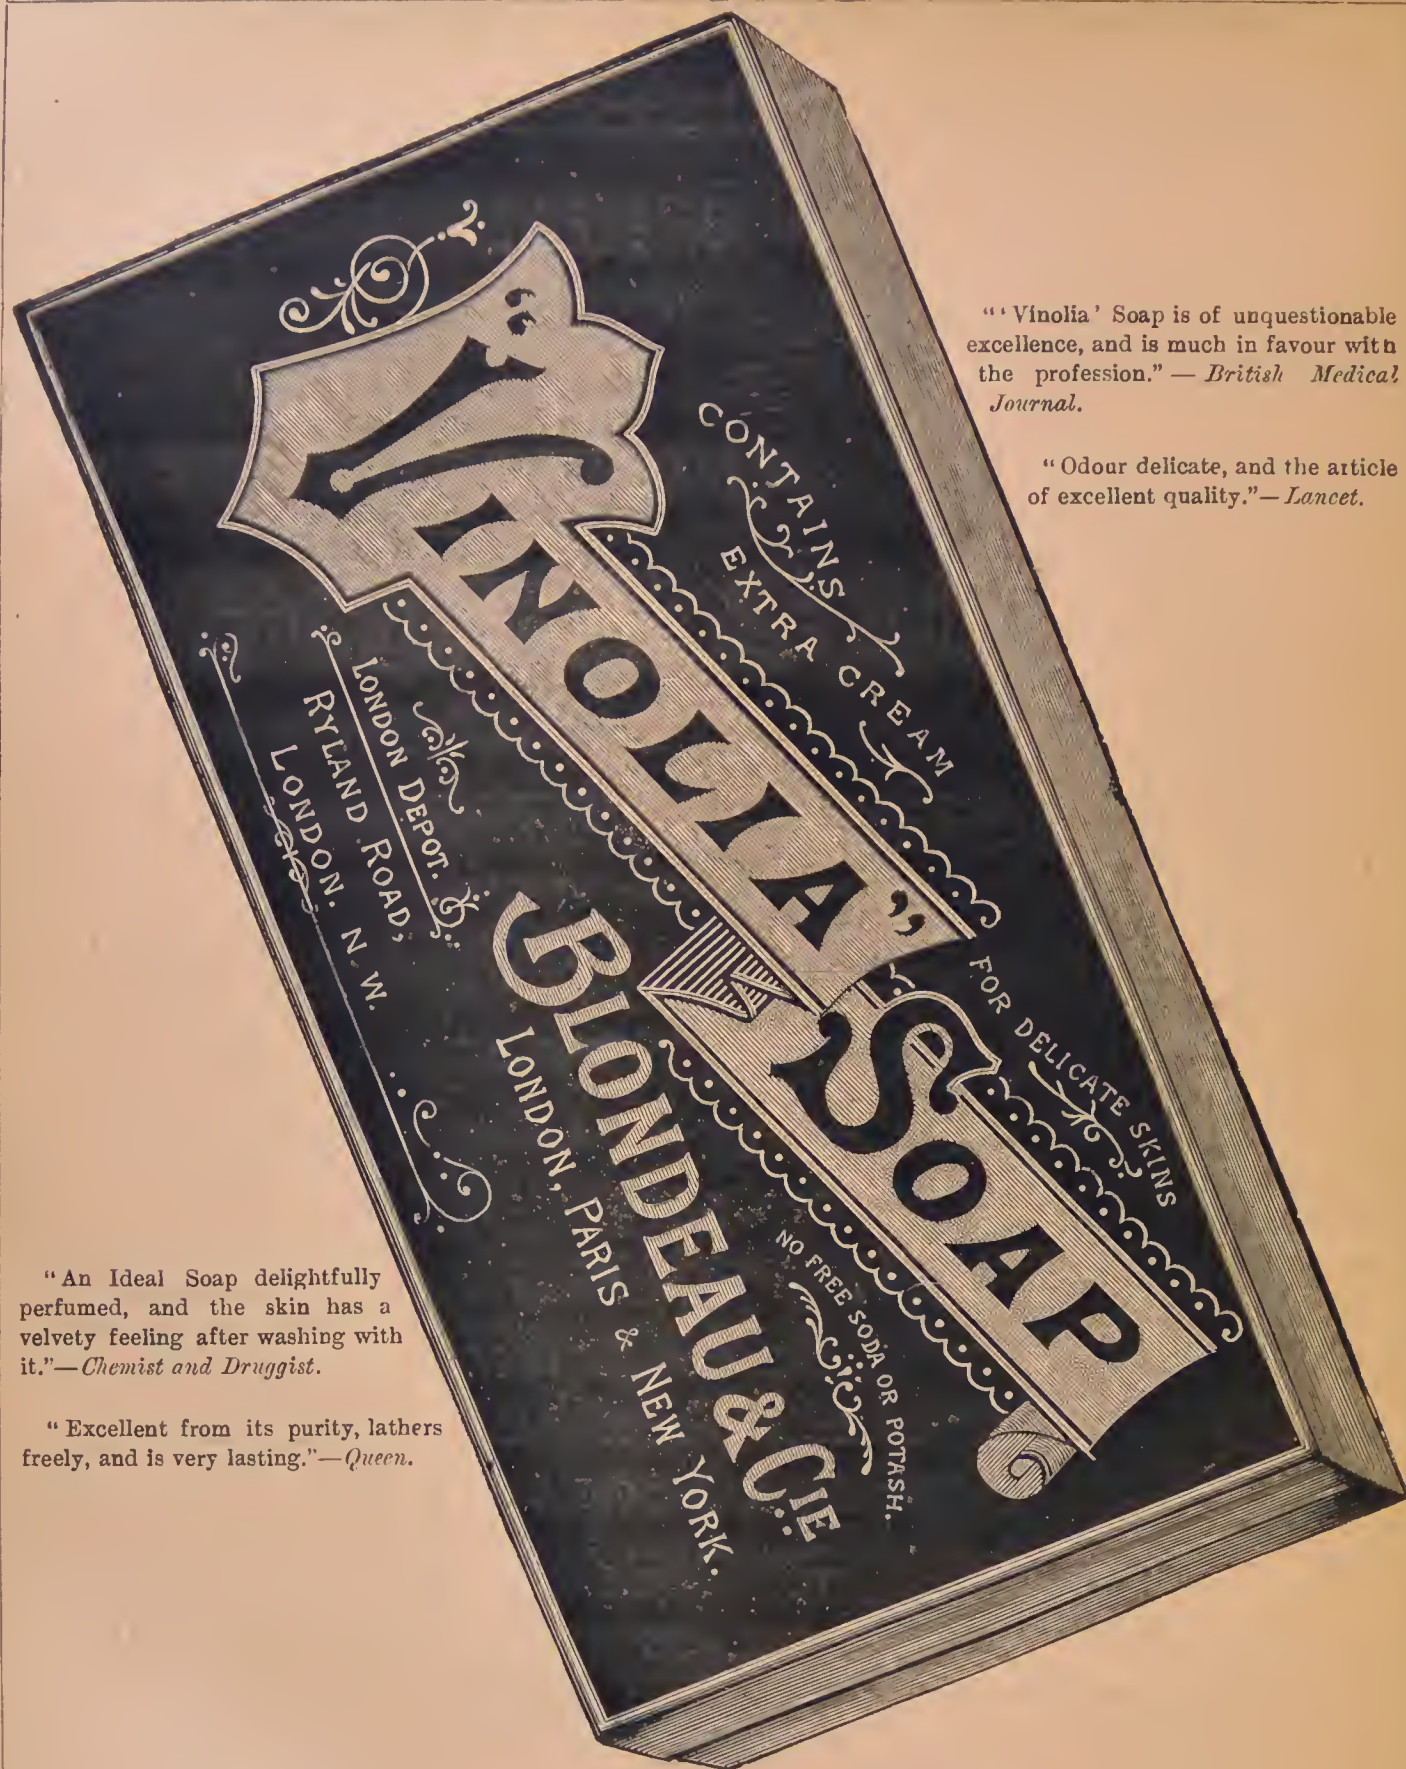 "VINOLIA"
SOAP
CONTAINS
EXTRA CREAM
FOR DELICATE SKINS
LONDON DEPOT.
RYLAND ROAD,
LONDON. N.W.
BLONDEAU & CIE
LONDON, PARIS & NEW YORK.
NO FREE SODA OR POTASH.
"'Vinolia' Soap is of unquestionable
excellence, and is much in favour with
the profession."—British Medical
Journal.
"Odour delicate, and the article
of excellent quality."—Lancet.
"An Ideal Soap delightfully
perfumed, and the skin has a
velvety feeling after washing with
it."—Chemist and Druggist.
"Excellent from its purity, lathers
freely, and is very lasting."—Queen.